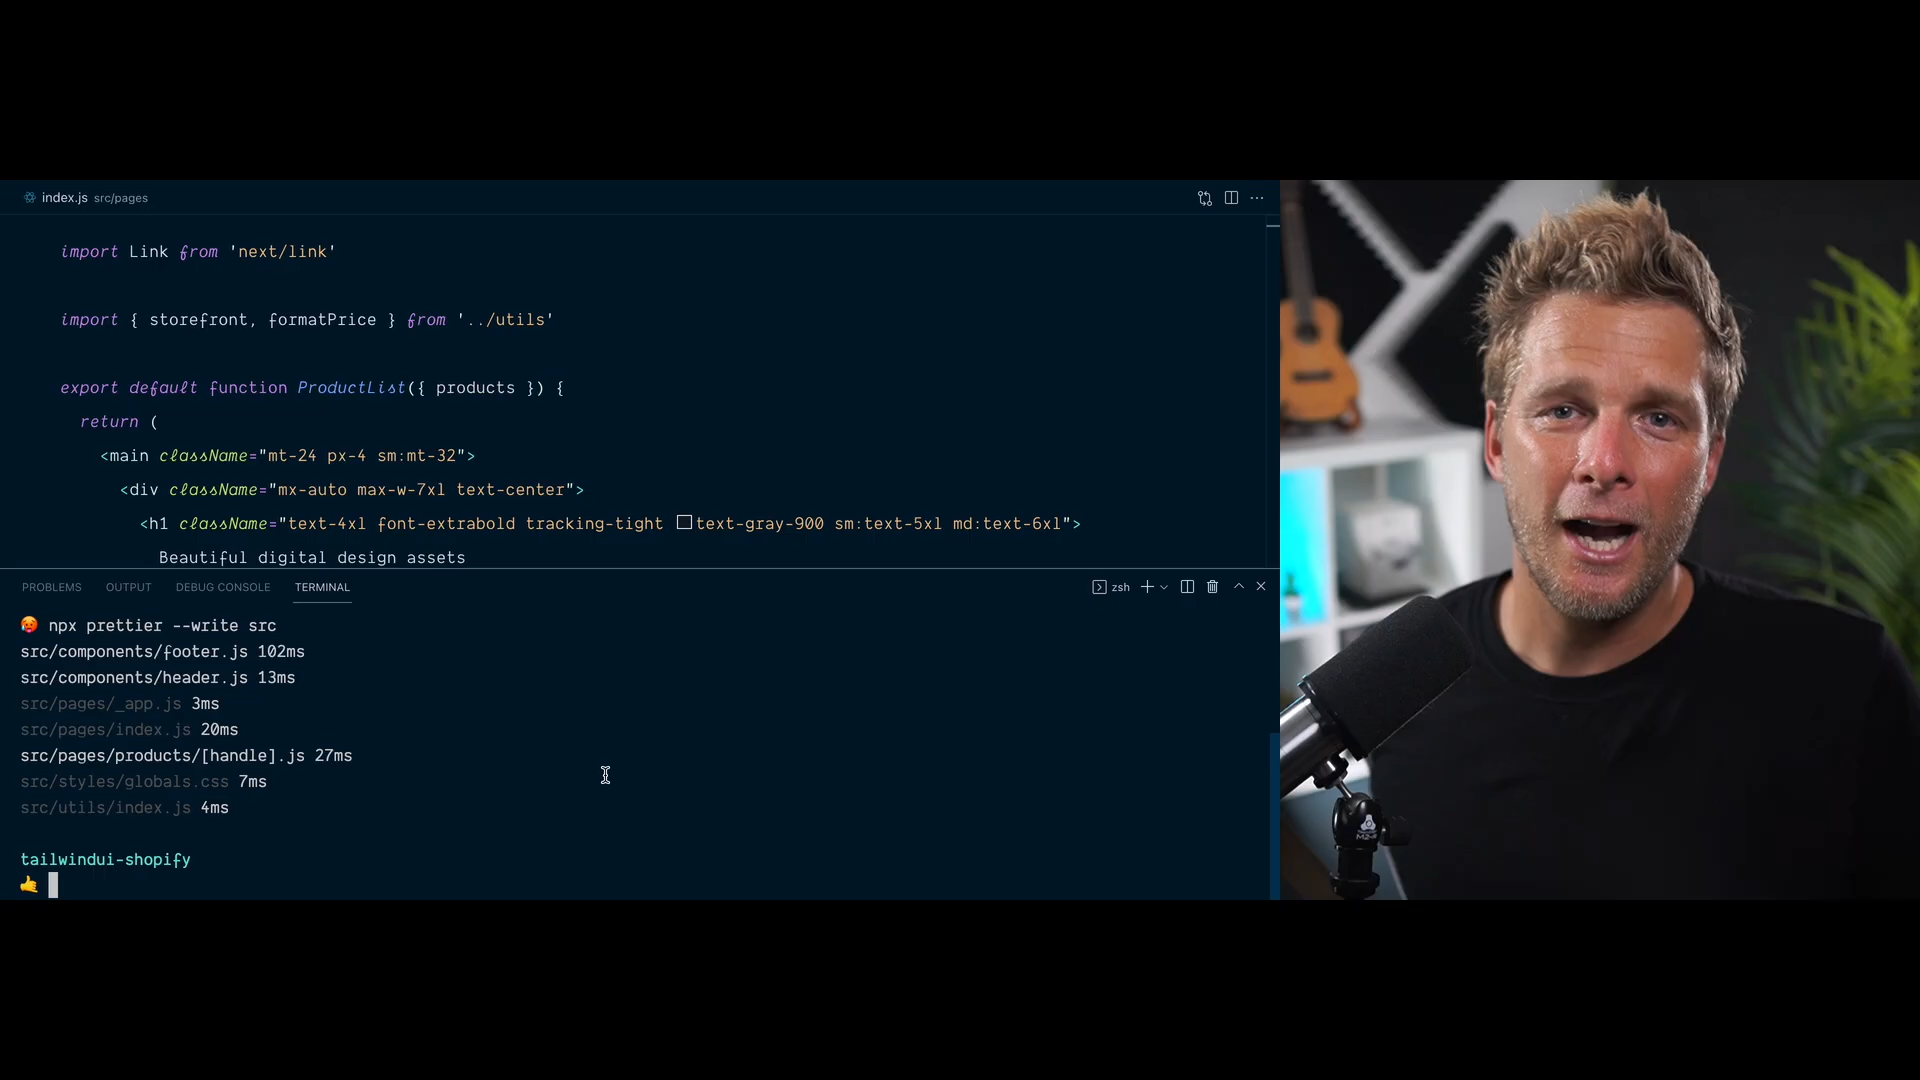 index.js src/pages
import Link from 'next/link'
import { storefront, formatPrice } from '../utils'
export default function ProductList({ products }) {
return (
<main className="mt-24 px-4 sm:mt-32">
<div className="mx-auto max-w-7xl text-center">
<h1 className="text-4xl font-extrabold tracking-tight text-gray-900 sm:text-5xl md:text-6xl">
Beautiful digital design assets
PROBLEMS OUTPUT DEBUG CONSOLE TERMINAL zsh
🥵 npx prettier --write src
src/components/footer.js 102ms
src/components/header.js 13ms
src/pages/_app.js 3ms
src/pages/index.js 20ms
src/pages/products/[handle].js 27ms
src/styles/globals.css 7ms
src/utils/index.js 4ms
tailwindui-shopify
🤙